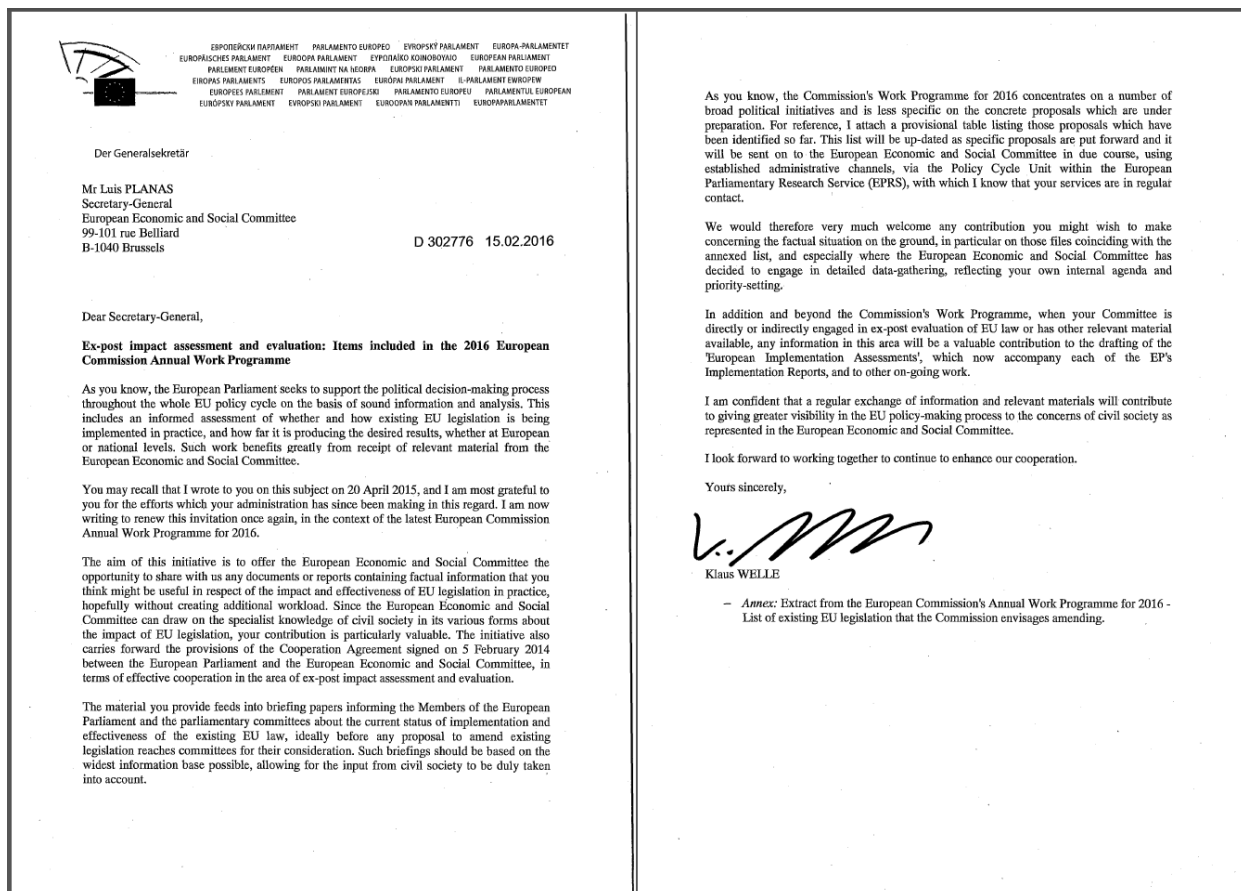 ЕВРОПЕЙСКИ ПАРЛАМЕНТ PARLAMENTO EUROPEO EVROPSKÝ PARLAMENT EUROPA-PARLAMENTET
EUROPÄISCHES PARLAMENT EUROOPA PARLAMENT ΕΥΡΩΠΑΪΚΟ ΚΟΙΝΟΒΟΥΛΙΟ EUROPEAN PARLIAMENT
PARLEMENT EUROPÉEN PARLAIMINT NA hEORPA EUROPSKI PARLAMENT PARLAMENTO EUROPEO
EIROPAS PARLAMENTS EUROPOS PARLAMENTAS EURÓPAI PARLAMENT IL-PARLAMENT EWROPEW
EUROPEES PARLEMENT PARLAMENT EUROPEJSKI PARLAMENTO EUROPEU PARLAMENTUL EUROPEAN
EURÓPSKY PARLAMENT EVROPSKI PARLAMENT EUROOPAN PARLAMENTTI EUROPAPARLAMENTET
Der Generalsekretär
Mr Luis PLANAS
Secretary-General
European Economic and Social Committee
99-101 rue Belliard
B-1040 Brussels
D 302776 15.02.2016
Dear Secretary-General,
Ex-post impact assessment and evaluation: Items included in the 2016 European
Commission Annual Work Programme
As you know, the European Parliament seeks to support the political decision-making process
throughout the whole EU policy cycle on the basis of sound information and analysis. This
includes an informed assessment of whether and how existing EU legislation is being
implemented in practice, and how far it is producing the desired results, whether at European
or national levels. Such work benefits greatly from receipt of relevant material from the
European Economic and Social Committee.
You may recall that I wrote to you on this subject on 20 April 2015, and I am most grateful to
you for the efforts which your administration has since been making in this regard. I am now
writing to renew this invitation once again, in the context of the latest European Commission
Annual Work Programme for 2016.
The aim of this initiative is to offer the European Economic and Social Committee the
opportunity to share with us any documents or reports containing factual information that you
think might be useful in respect of the impact and effectiveness of EU legislation in practice,
hopefully without creating additional workload. Since the European Economic and Social
Committee can draw on the specialist knowledge of civil society in its various forms about
the impact of EU legislation, your contribution is particularly valuable. The initiative also
carries forward the provisions of the Cooperation Agreement signed on 5 February 2014
between the European Parliament and the European Economic and Social Committee, in
terms of effective cooperation in the area of ex-post impact assessment and evaluation.
The material you provide feeds into briefing papers informing the Members of the European
Parliament and the parliamentary committees about the current status of implementation and
effectiveness of the existing EU law, ideally before any proposal to amend existing
legislation reaches committees for their consideration. Such briefings should be based on the
widest information base possible, allowing for the input from civil society to be duly taken
into account.
As you know, the Commission's Work Programme for 2016 concentrates on a number of
broad political initiatives and is less specific on the concrete proposals which are under
preparation. For reference, I attach a provisional table listing those proposals which have
been identified so far. This list will be up-dated as specific proposals are put forward and it
will be sent on to the European Economic and Social Committee in due course, using
established administrative channels, via the Policy Cycle Unit within the European
Parliamentary Research Service (EPRS), with which I know that your services are in regular
contact.
We would therefore very much welcome any contribution you might wish to make
concerning the factual situation on the ground, in particular on those files coinciding with the
annexed list, and especially where the European Economic and Social Committee has
decided to engage in detailed data-gathering, reflecting your own internal agenda and
priority-setting.
In addition and beyond the Commission's Work Programme, when your Committee is
directly or indirectly engaged in ex-post evaluation of EU law or has other relevant material
available, any information in this area will be a valuable contribution to the drafting of the
'European Implementation Assessments', which now accompany each of the EP's
Implementation Reports, and to other on-going work.
I am confident that a regular exchange of information and relevant materials will contribute
to giving greater visibility in the EU policy-making process to the concerns of civil society as
represented in the European Economic and Social Committee.
I look forward to working together to continue to enhance our cooperation.
Yours sincerely,
Klaus WELLE
– Annex: Extract from the European Commission's Annual Work Programme for 2016 -
List of existing EU legislation that the Commission envisages amending.